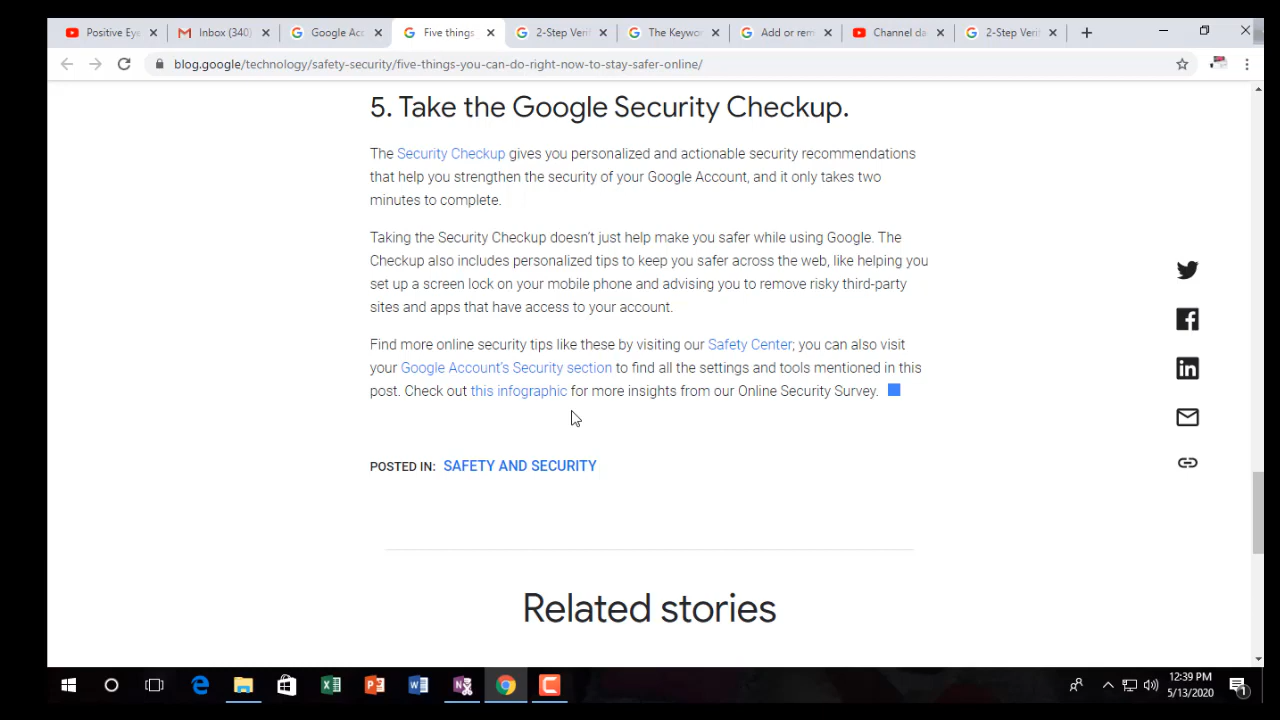 Positive Eye
Inbox (340)
Google Acc
Five things
2-Step Veri
The Keywor
Add or rem
Channel da
2-Step Veri
blog.google/technology/safety-security/five-things-you-can-do-right-now-to-stay-safer-online/
5. Take the Google Security Checkup.
The Security Checkup gives you personalized and actionable security recommendations
that help you strengthen the security of your Google Account, and it only takes two
minutes to complete.
Taking the Security Checkup doesn't just help make you safer while using Google. The
Checkup also includes personalized tips to keep you safer across the web, like helping you
set up a screen lock on your mobile phone and advising you to remove risky third-party
sites and apps that have access to your account.
Find more online security tips like these by visiting our Safety Center; you can also visit
your Google Account's Security section to find all the settings and tools mentioned in this
post. Check out this infographic for more insights from our Online Security Survey.
POSTED IN: SAFETY AND SECURITY
Related stories
12:39 PM
5/13/2020
1